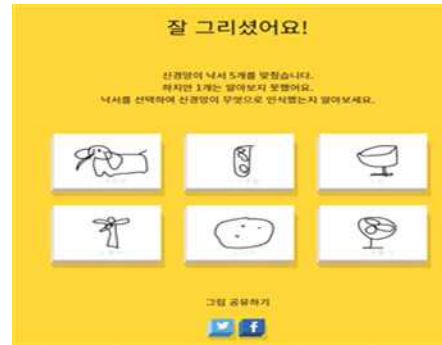 잘 그리셨어요!
신경망이 낙서 5개를 맞췄습니다.
하지만 1개는 알아보지 못했어요.
낙서를 선택하여 신경망이 무엇으로 인식했는지 알아보세요.
그림 공유하기